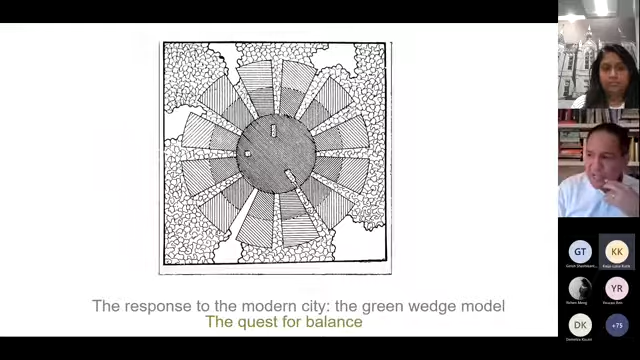 The response to the modern city: the green wedge model
The quest for balance
GT
KK
YR
DK
+75